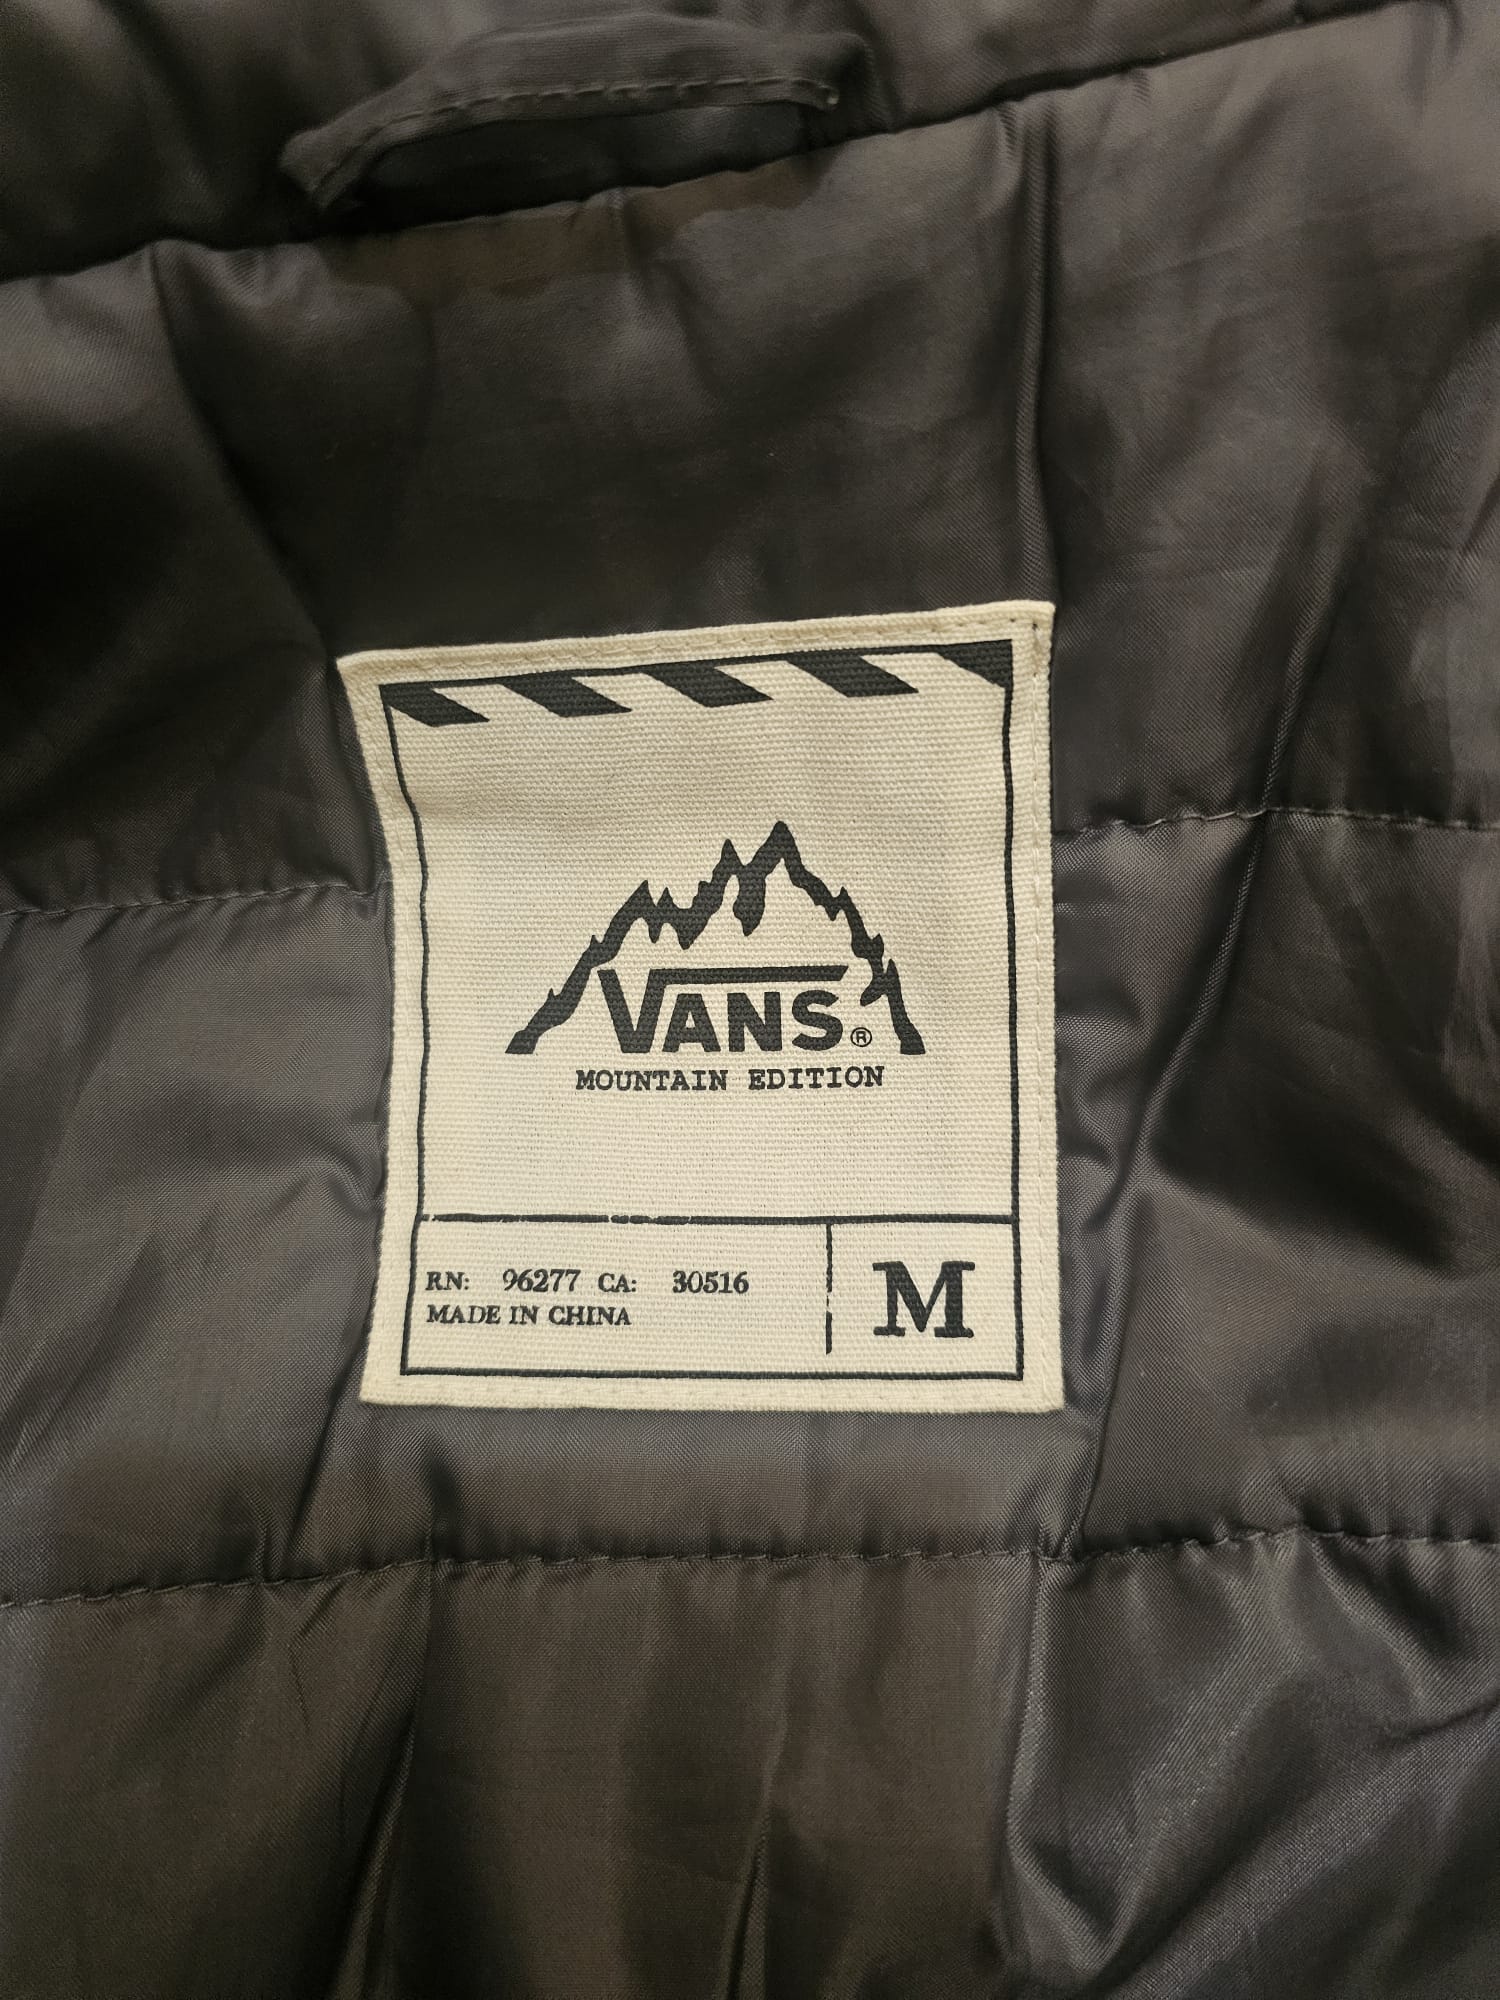 VANS®
MOUNTAIN EDITION
RN: 96277 CA: 30516
MADE IN CHINA
M